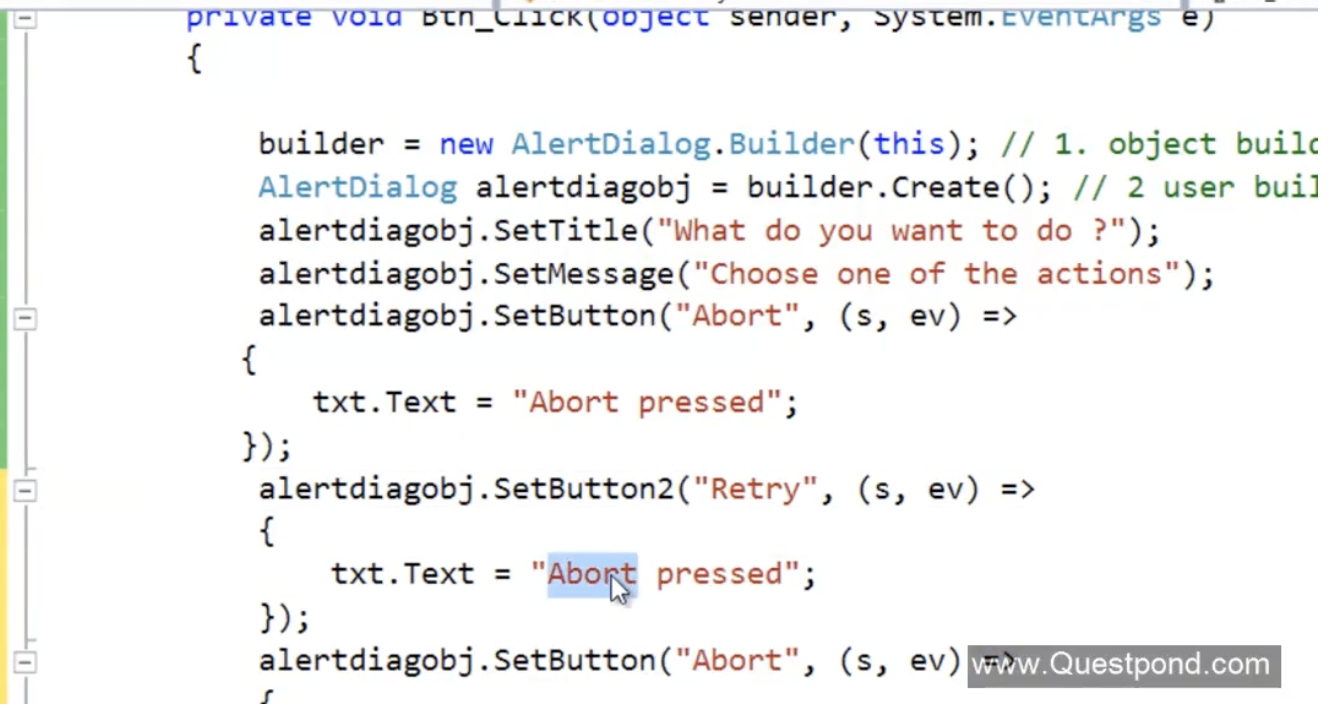 private void Btn_Click(object sender, System.EventArgs e)
{
builder = new AlertDialog.Builder(this); // 1. object build
AlertDialog alertdiagobj = builder.Create(); // 2 user buil
alertdiagobj.SetTitle("What do you want to do ?");
alertdiagobj.SetMessage("Choose one of the actions");
alertdiagobj.SetButton("Abort", (s, ev) =>
{
txt.Text = "Abort pressed";
});
alertdiagobj.SetButton2("Retry", (s, ev) =>
{
txt.Text = "Abort pressed";
});
alertdiagobj.SetButton("Abort", (s, ev) =>
{
www.Questpond.com